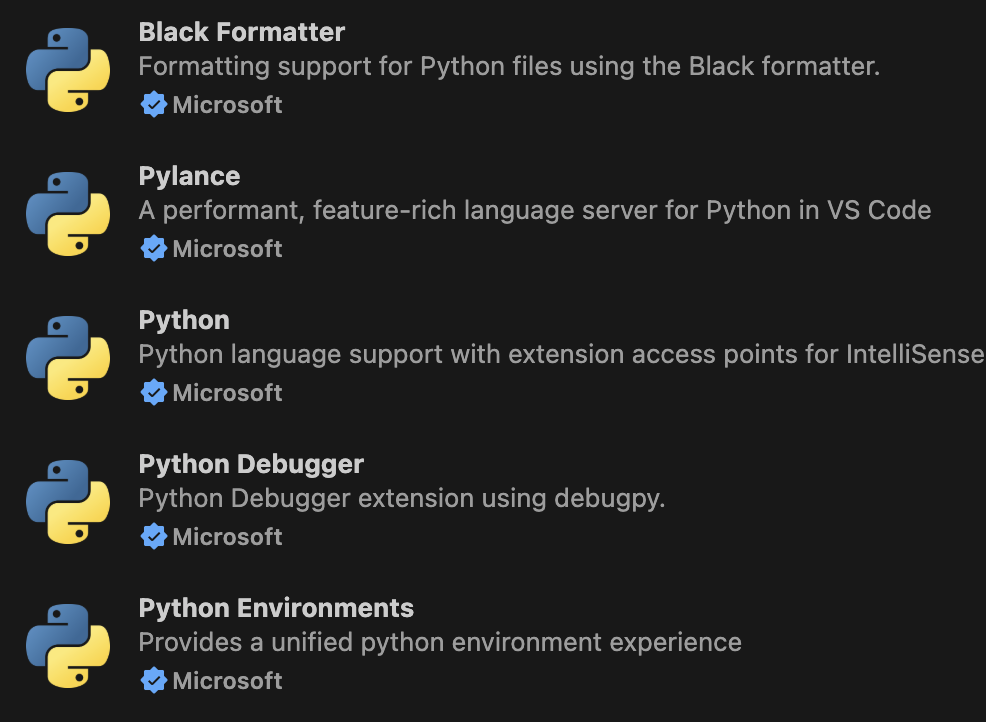 Black Formatter
Formatting support for Python files using the Black formatter.
Microsoft
Pylance
A performant, feature-rich language server for Python in VS Code
Microsoft
Python
Python language support with extension access points for IntelliSense
Microsoft
Python Debugger
Python Debugger extension using debugpy.
Microsoft
Python Environments
Provides a unified python environment experience
Microsoft